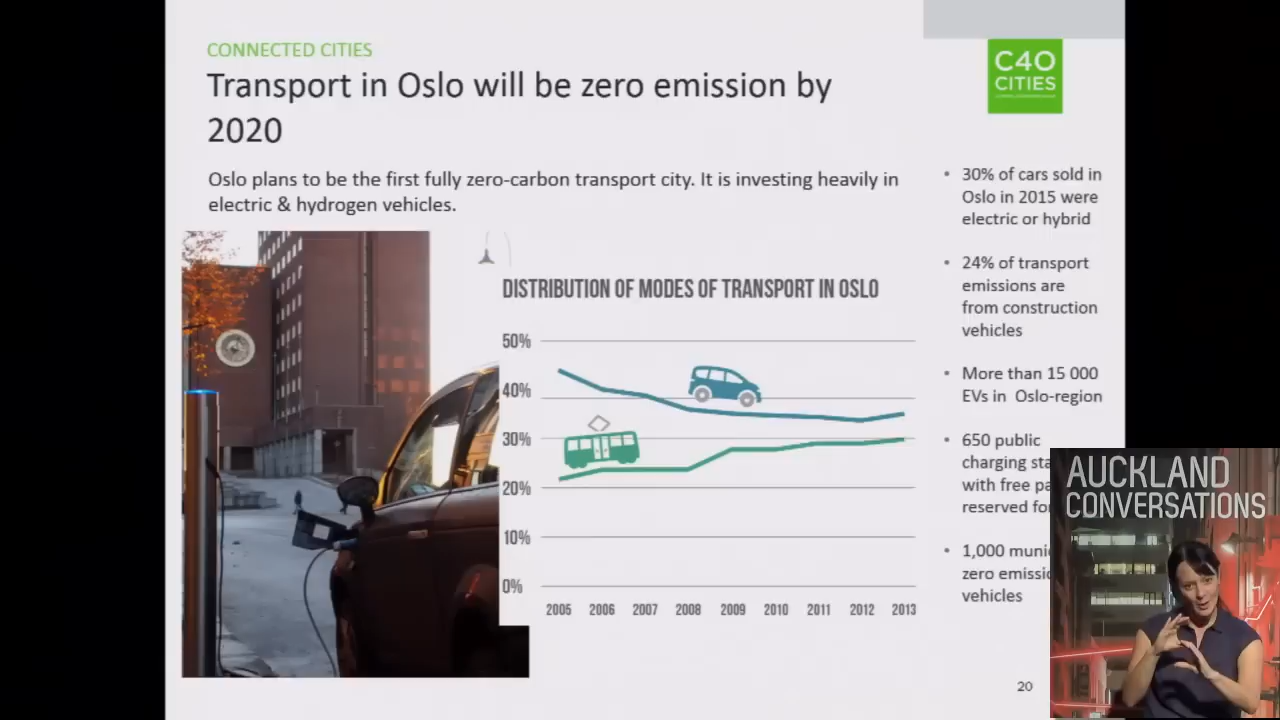 CONNECTED CITIES
Transport in Oslo will be zero emission by
2020
C40
CITIES
Oslo plans to be the first fully zero-carbon transport city. It is investing heavily in
electric & hydrogen vehicles.
DISTRIBUTION OF MODES OF TRANSPORT IN OSLO
50%
40%
30%
20%
10%
0%
2005 2006 2007 2008 2009 2010 2011 2012 2013
• 30% of cars sold in
Oslo in 2015 were
electric or hybrid
• 24% of transport
emissions are
from construction
vehicles
• More than 15 000
EVs in Oslo-region
• 650 public
charging
with free
reserved
• 1,000
zero
vehicles
20
AUCKLAND
CONVERSATIONS